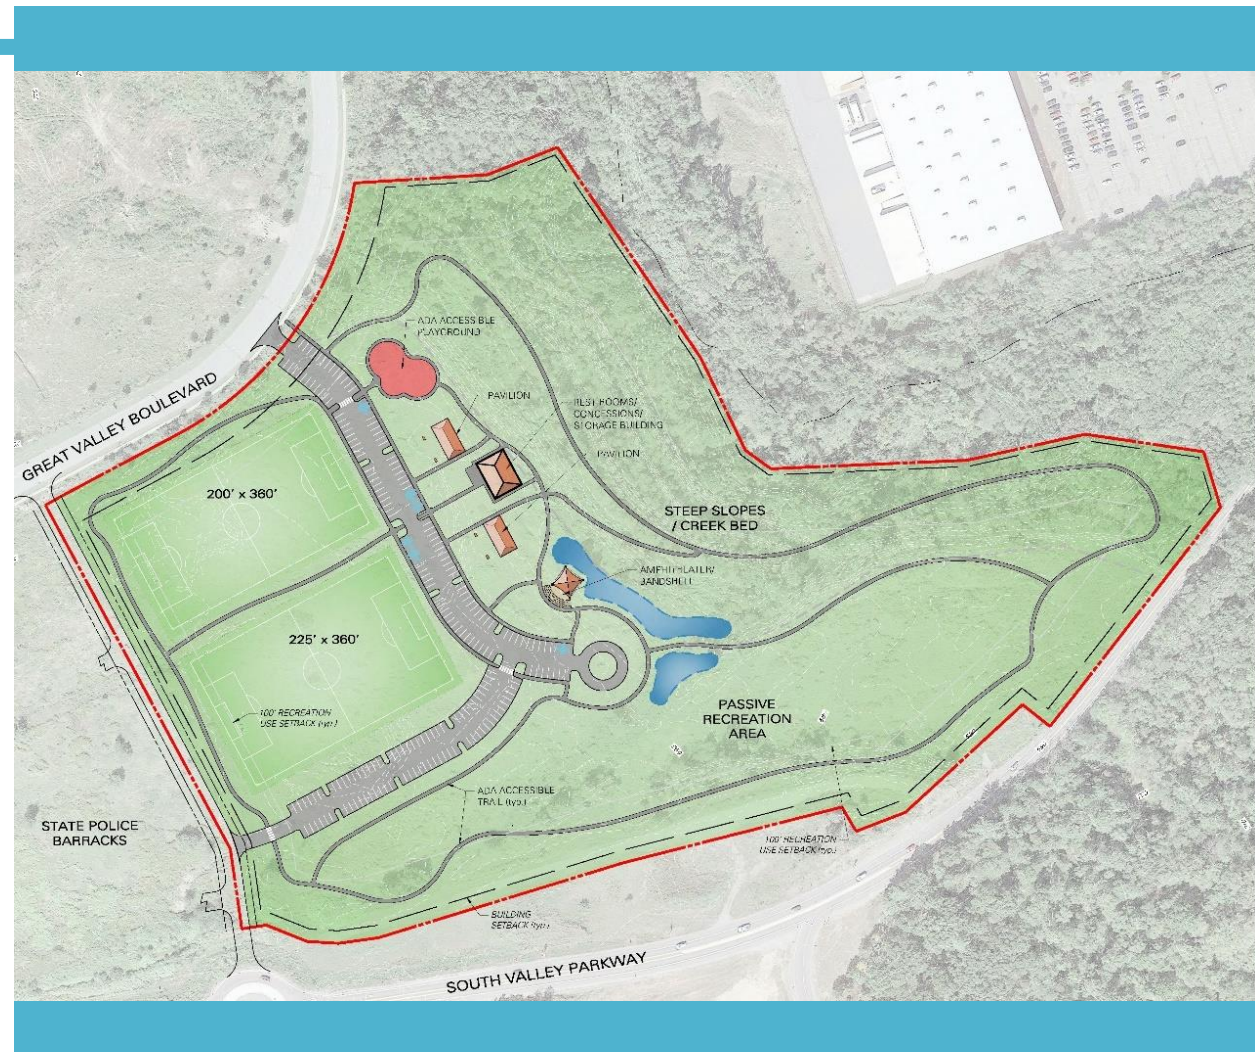 ADA ACCESSIBLE
PLAYGROUND
GREAT VALLEY BOULEVARD
PAVILION
REST ROOMS/
CONCESSIONS/
STORAGE BUILDING
PAVILION
200' x 360'
STEEP SLOPES
/ CREEK BED
AMPHITHEATER/
BANDSHELL
225' x 360'
100' RECREATION
USE SETBACK (typ.)
PASSIVE
RECREATION
AREA
ADA ACCESSIBLE
TRAIL (typ.)
STATE POLICE
BARRACKS
100' RECREATION
USE SETBACK (typ.)
BUILDING
SETBACK (typ.)
SOUTH VALLEY PARKWAY